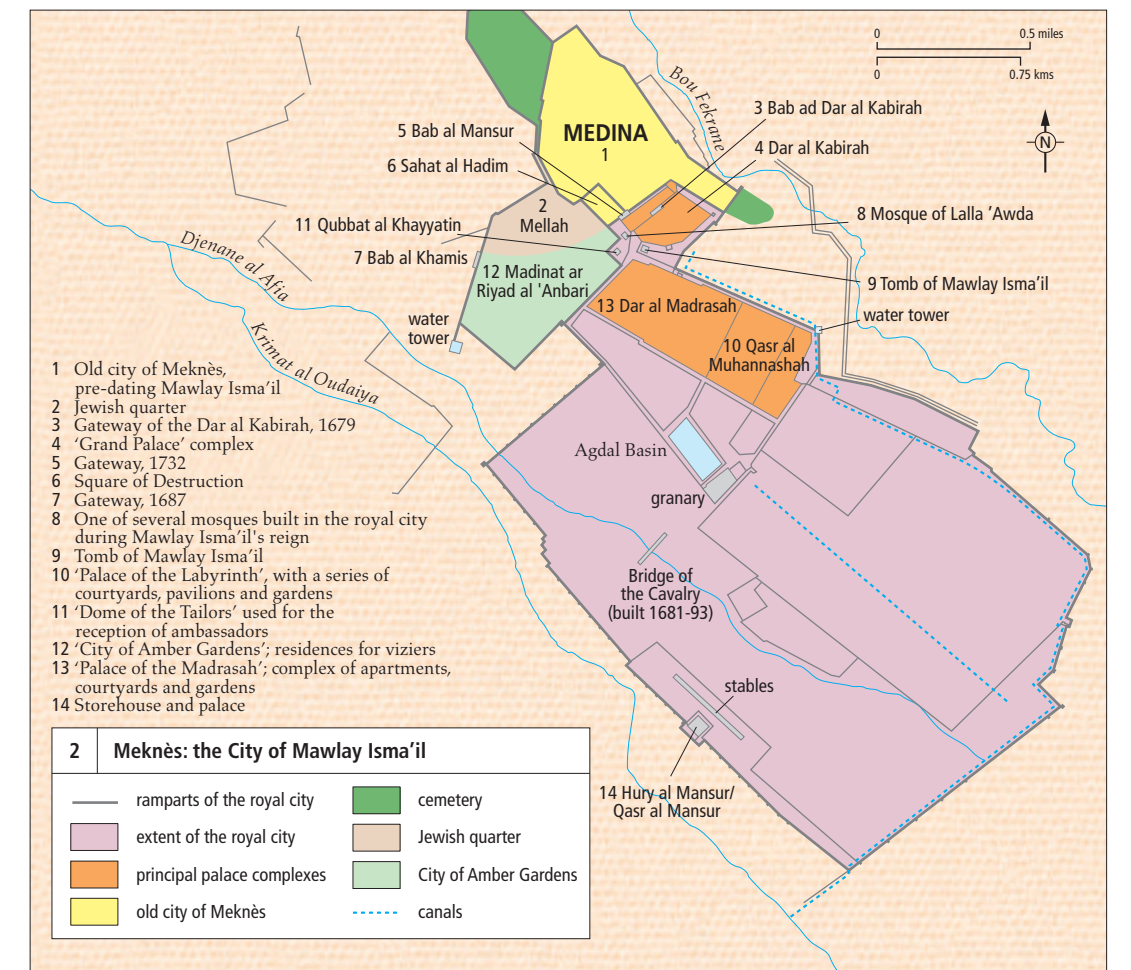 0 0.5 miles
0 0.75 kms
N
Bou Fekrane
3 Bab ad Dar al Kabirah
5 Bab al Mansur
MEDINA
1
4 Dar al Kabirah
6 Sahat al Hadim
2
Mellah
8 Mosque of Lalla ’Awda
11 Qubbat al Khayyatin
7 Bab al Khamis
Djenane al Afia
12 Madinat ar
Riyad al 'Anbari
9 Tomb of Mawlay Isma’il
13 Dar al Madrasah
water tower
water
tower
Krimat al Oudaiya
10 Qasr al
Muhannashah
Agdal Basin
granary
Bridge of
the Cavalry
(built 1681-93)
stables
14 Hury al Mansur/
Qasr al Mansur
1 Old city of Meknès,
pre-dating Mawlay Isma’il
2 Jewish quarter
3 Gateway of the Dar al Kabirah, 1679
4 ‘Grand Palace’ complex
5 Gateway, 1732
6 Square of Destruction
7 Gateway, 1687
8 One of several mosques built in the royal city
during Mawlay Isma’il's reign
9 Tomb of Mawlay Isma’il
10 ‘Palace of the Labyrinth’, with a series of
courtyards, pavilions and gardens
11 ‘Dome of the Tailors’ used for the
reception of ambassadors
12 ‘City of Amber Gardens’; residences for viziers
13 ‘Palace of the Madrasah’; complex of apartments,
courtyards and gardens
14 Storehouse and palace
2 Meknès: the City of Mawlay Isma’il
ramparts of the royal city
extent of the royal city
principal palace complexes
old city of Meknès
cemetery
Jewish quarter
City of Amber Gardens
canals